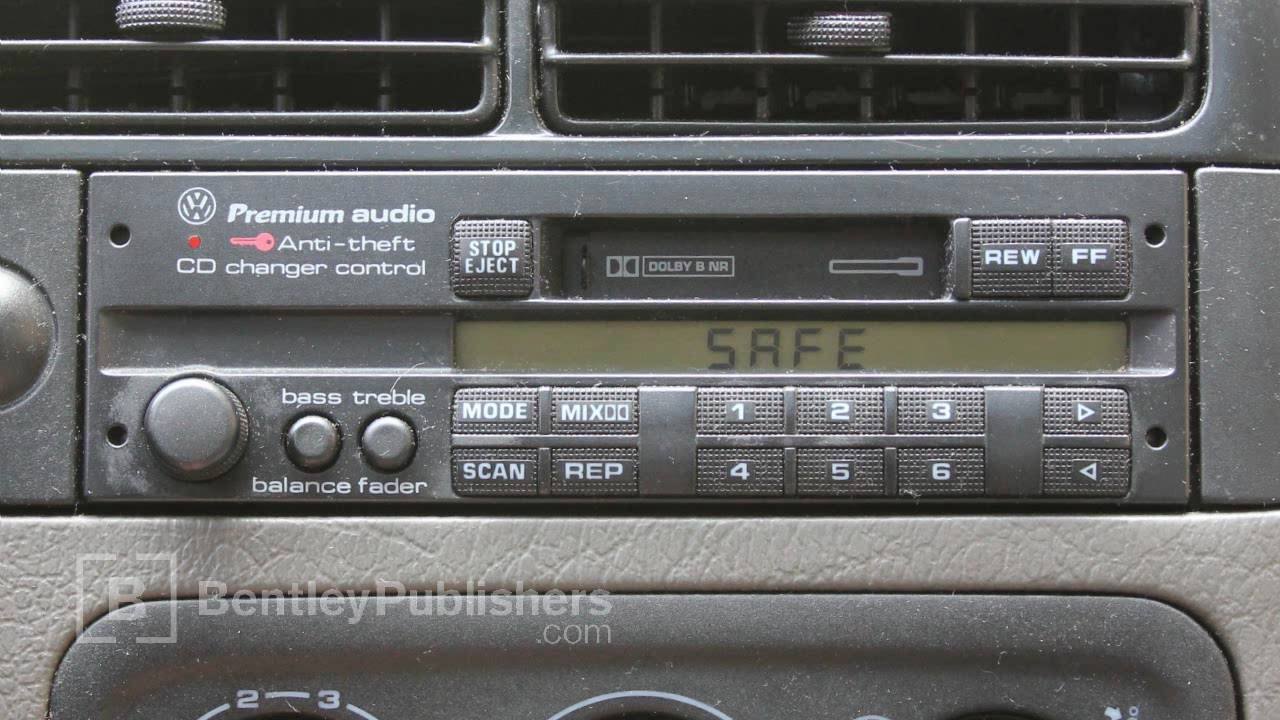 Premium audio
Anti-theft
CD changer control
STOP
EJECT
DOLBY B NR
REW
FF
SAFE
bass treble
MODE
MIX
1
2
3
SCAN
REP
4
5
6
balance fader
B
BentleyPublishers
.com
2
3